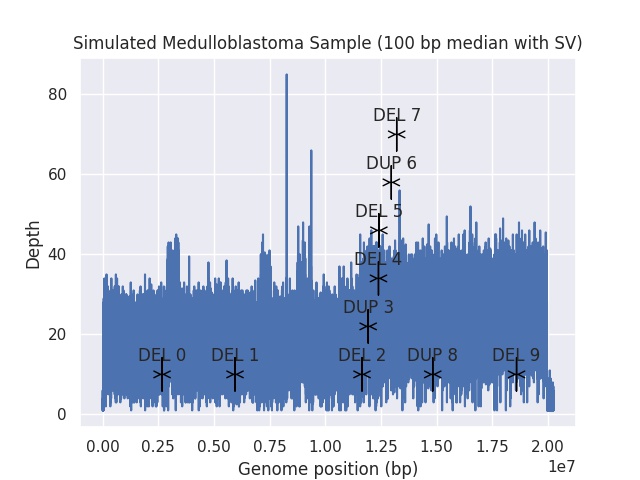 Simulated Medulloblastoma Sample (100 bp median with SV)
80
60
40
20
0
Depth
DEL 7
DUP 6
DEL 5
DEL 4
DUP 3
DEL 0
DEL 1
DEL 2
DUP 8
DEL 9
0.00 0.25 0.50 0.75 1.00 1.25 1.50 1.75 2.00
1e7
Genome position (bp)